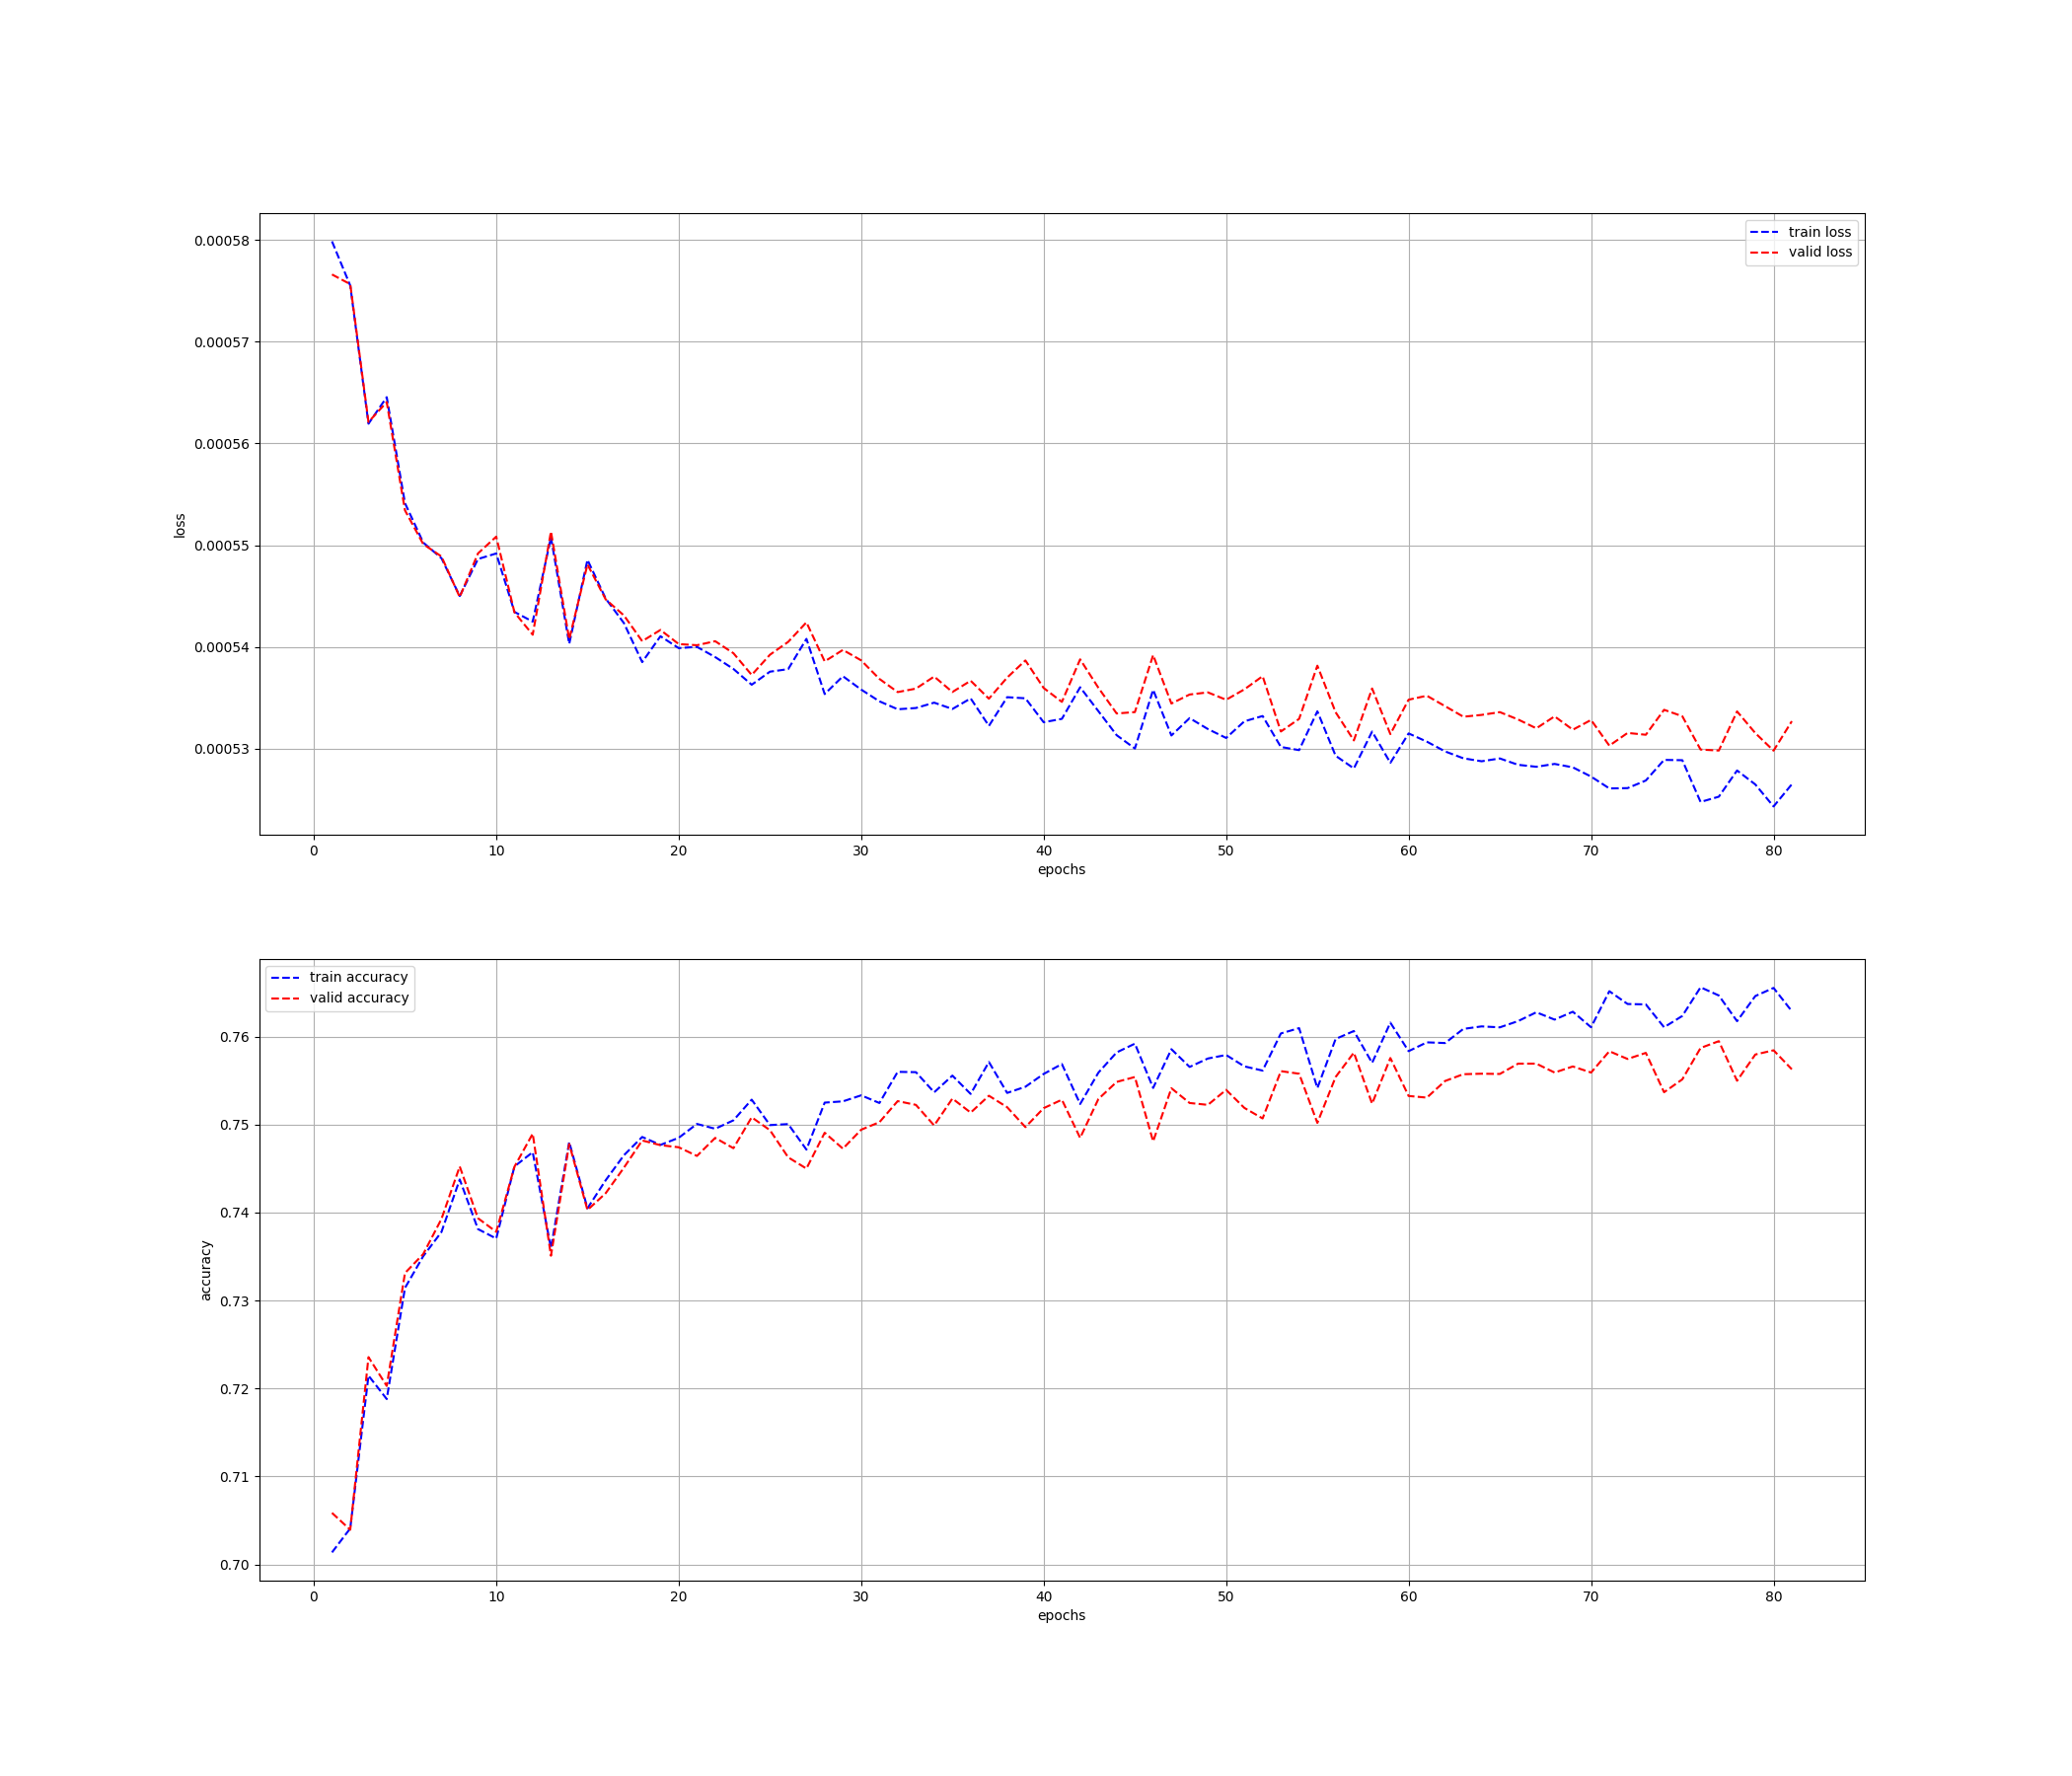 0.00058
0.00057
0.00056
0.00055
0.00054
0.00053
loss
train loss
valid loss
0 10 20 30 40 50 60 70 80
epochs
train accuracy
valid accuracy
0.76
0.75
0.74
0.73
0.72
0.71
0.70
accuracy
0 10 20 30 40 50 60 70 80
epochs